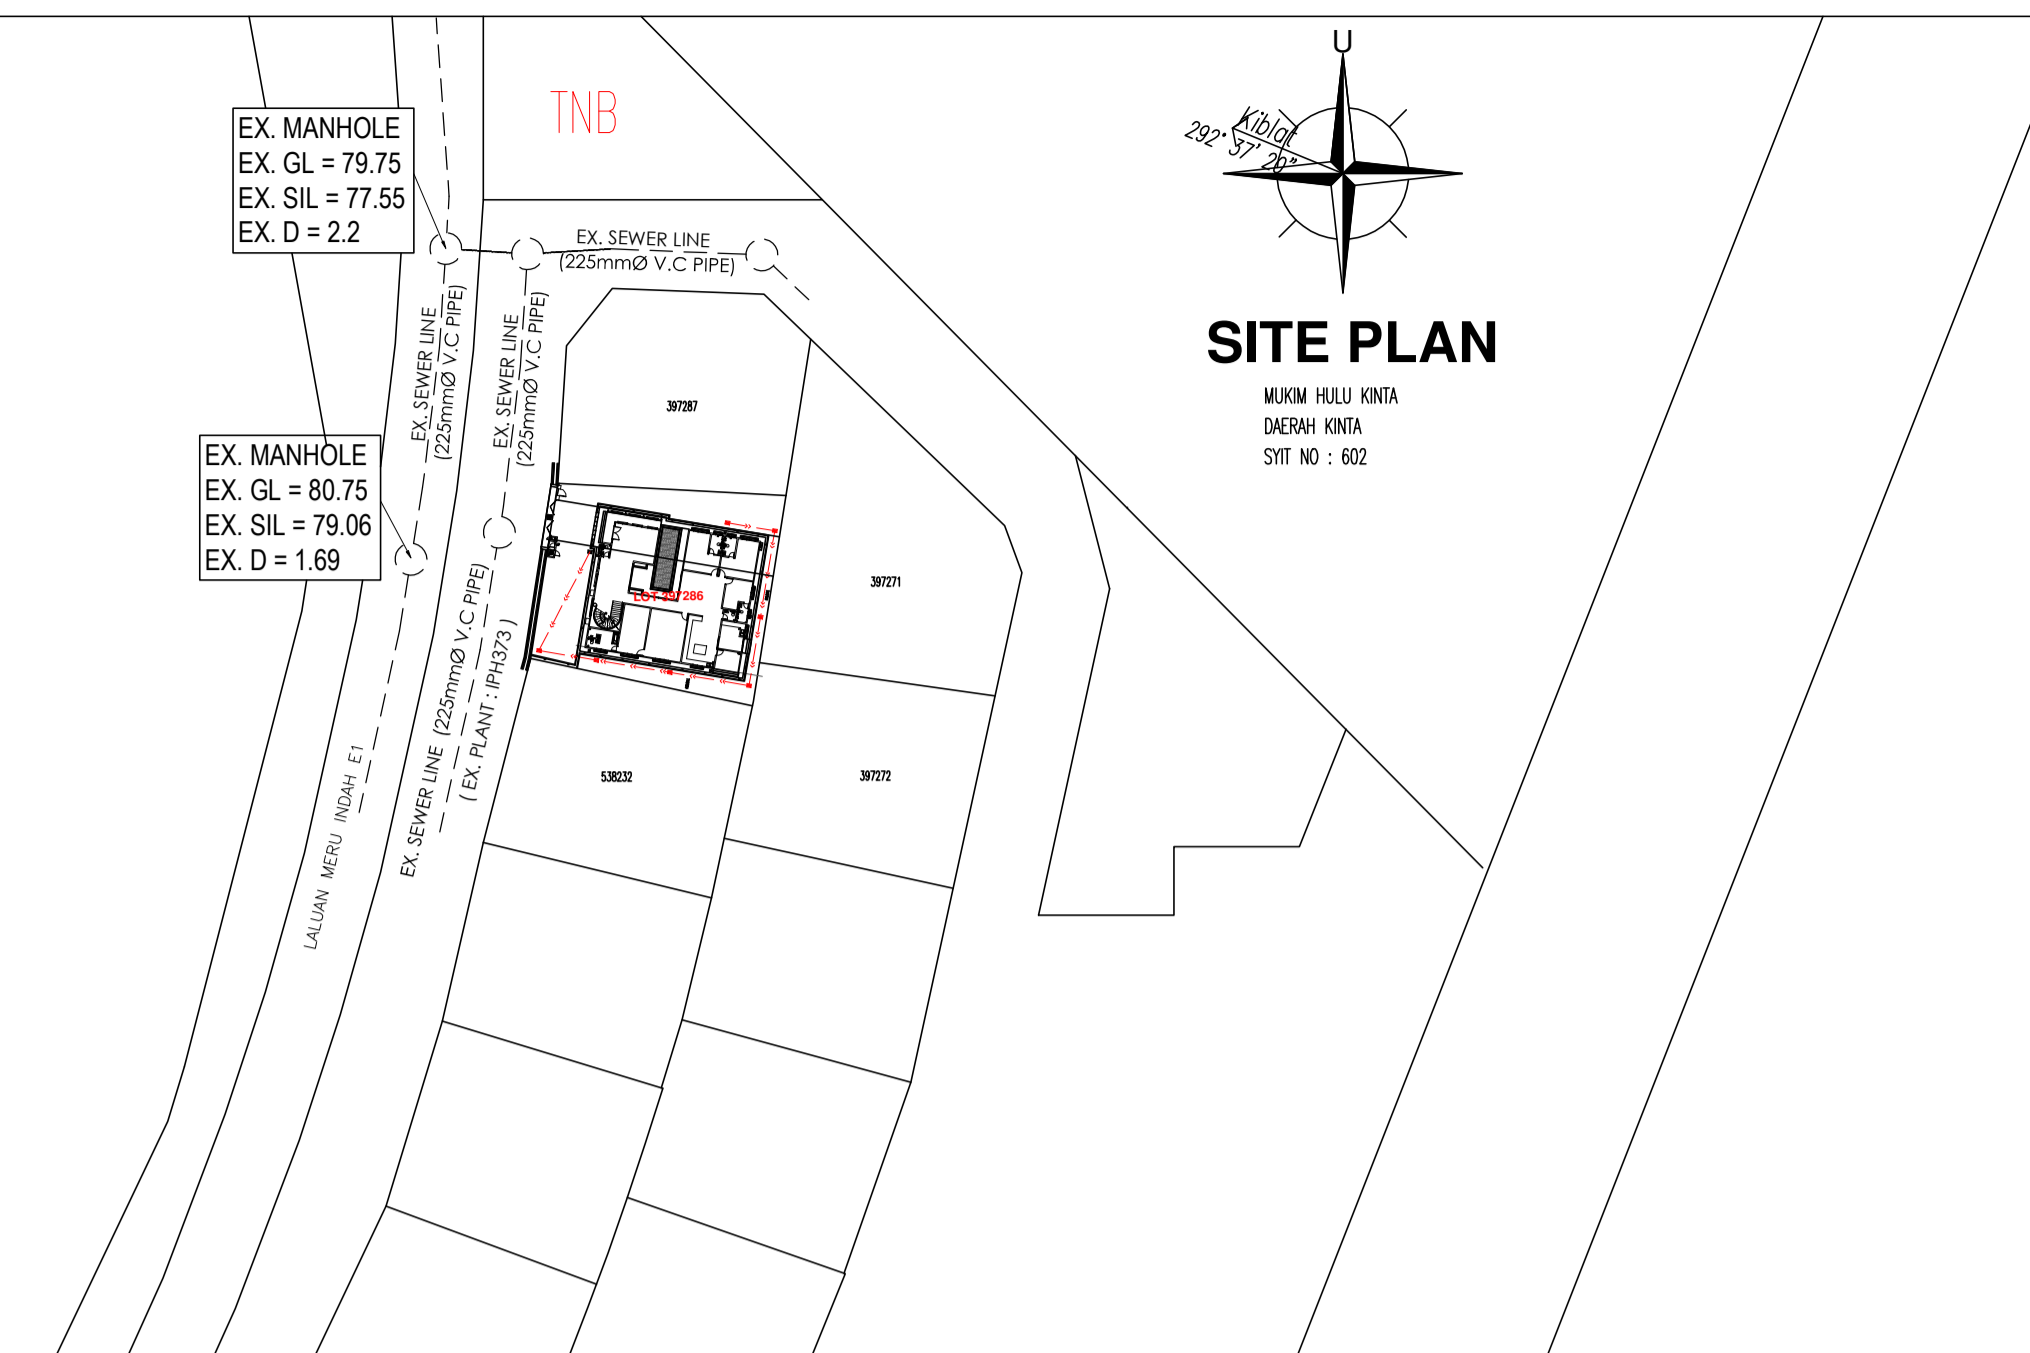 U
TNB
Kiblat
292° 37' 20"
EX. MANHOLE
EX. GL = 79.75
EX. SIL = 77.55
EX. D = 2.2
EX. SEWER LINE
(225mmØ V.C PIPE)
EX. SEWER LINE
(225mmØ V.C PIPE)
EX. SEWER LINE
(225mmØ V.C PIPE)
SITE PLAN
MUKIM HULU KINTA
DAERAH KINTA
SYIT NO : 602
397287
EX. MANHOLE
EX. GL = 80.75
EX. SIL = 79.06
EX. D = 1.69
397271
LOT 397286
EX. SEWER LINE (225mmØ V.C PIPE)
( EX. PLANT : IPH373 )
538232
397272
LALUAN MERU INDAH E1